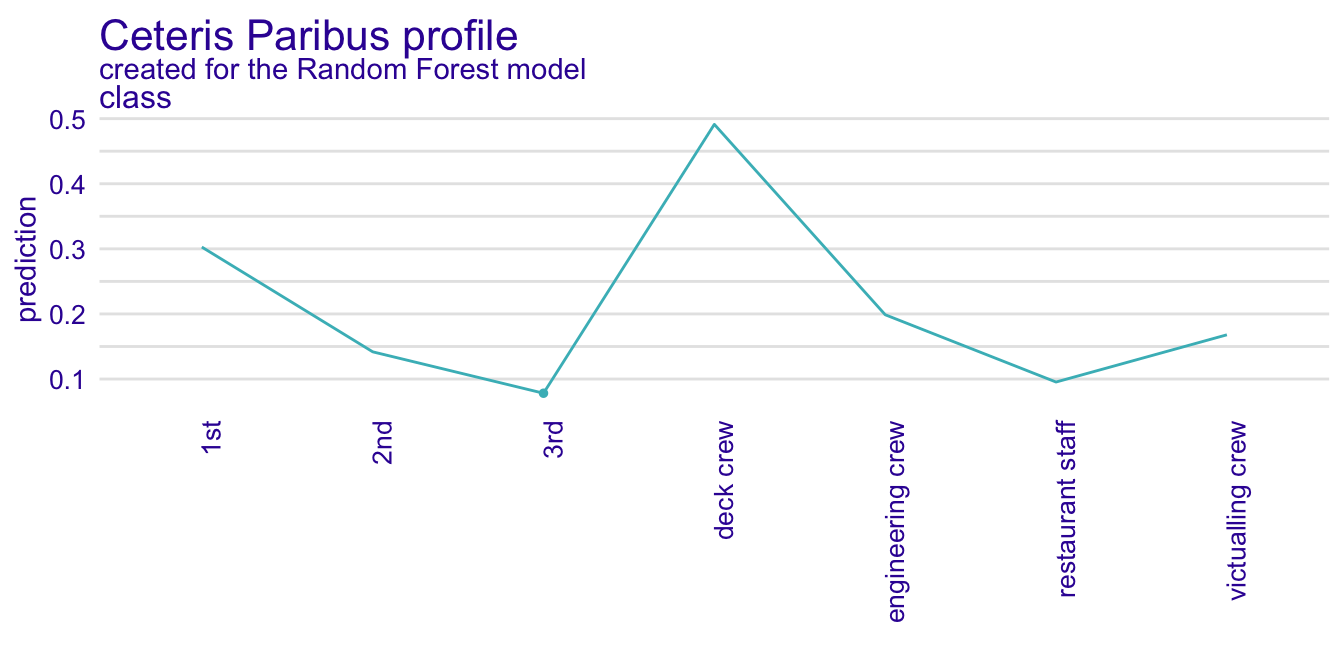 Ceteris Paribus profile
created for the Random Forest model
class
prediction
0.5
0.4
0.3
0.2
0.1
1st
2nd
3rd
deck crew
engineering crew
restaurant staff
victualling crew